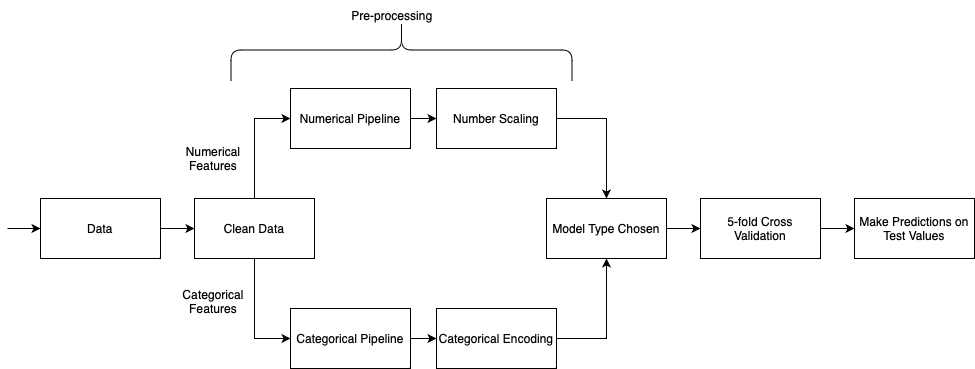 Pre-processing
Numerical Pipeline
Number Scaling
Numerical
Features
Data
Clean Data
Model Type Chosen
5-fold Cross
Validation
Make Predictions on
Test Values
Categorical
Features
Categorical Pipeline
Categorical Encoding